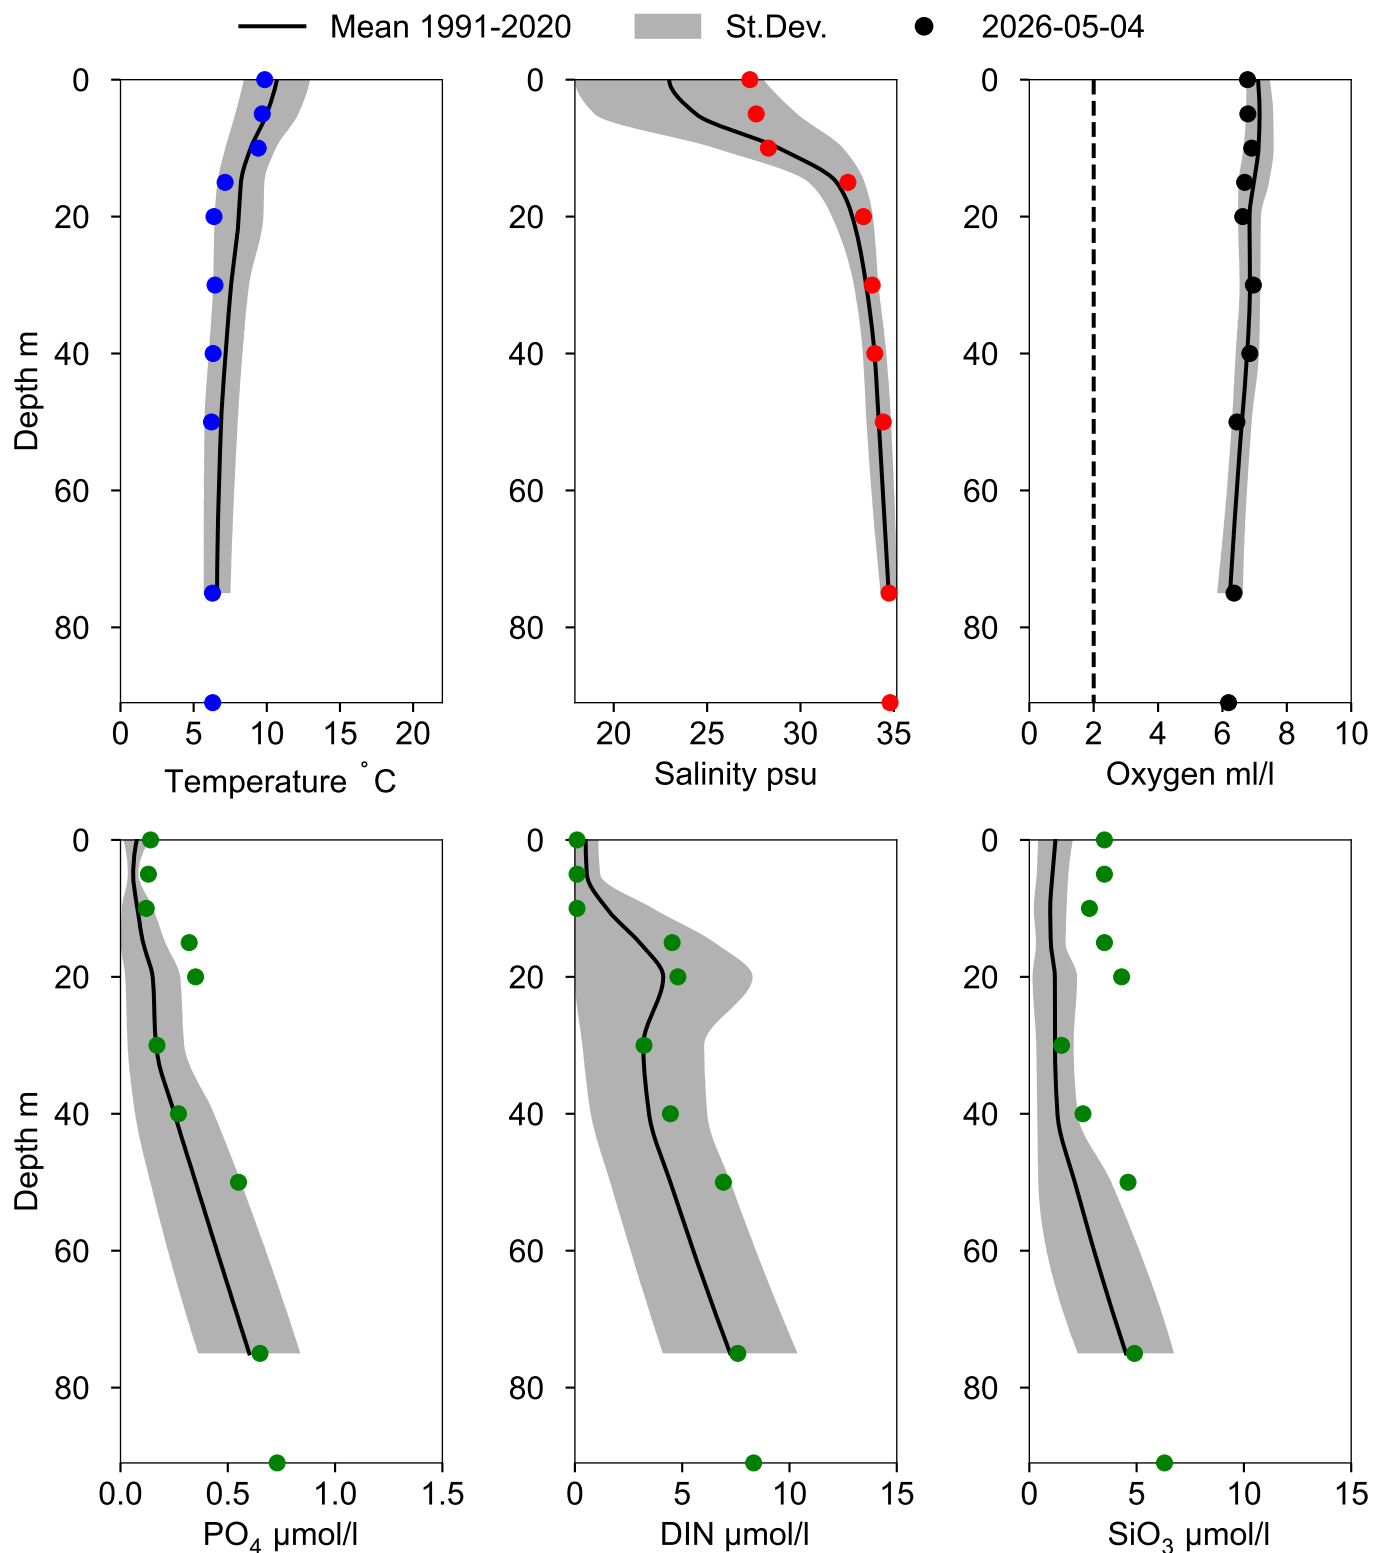 Mean 1991-2020 St.Dev. 2026-05-04
0 0 0
20 20 20
40 40 40
60 60 60
80 80 80
Depth m
0 5 10 15 20 20 25 30 35 0 2 4 6 8 10
Temperature °C Salinity psu Oxygen ml/l
0 0 0
20 20 20
40 40 40
60 60 60
80 80 80
Depth m
0.0 0.5 1.0 1.5 0 5 10 15 0 5 10 15
PO₄ µmol/l DIN µmol/l SiO₃ µmol/l